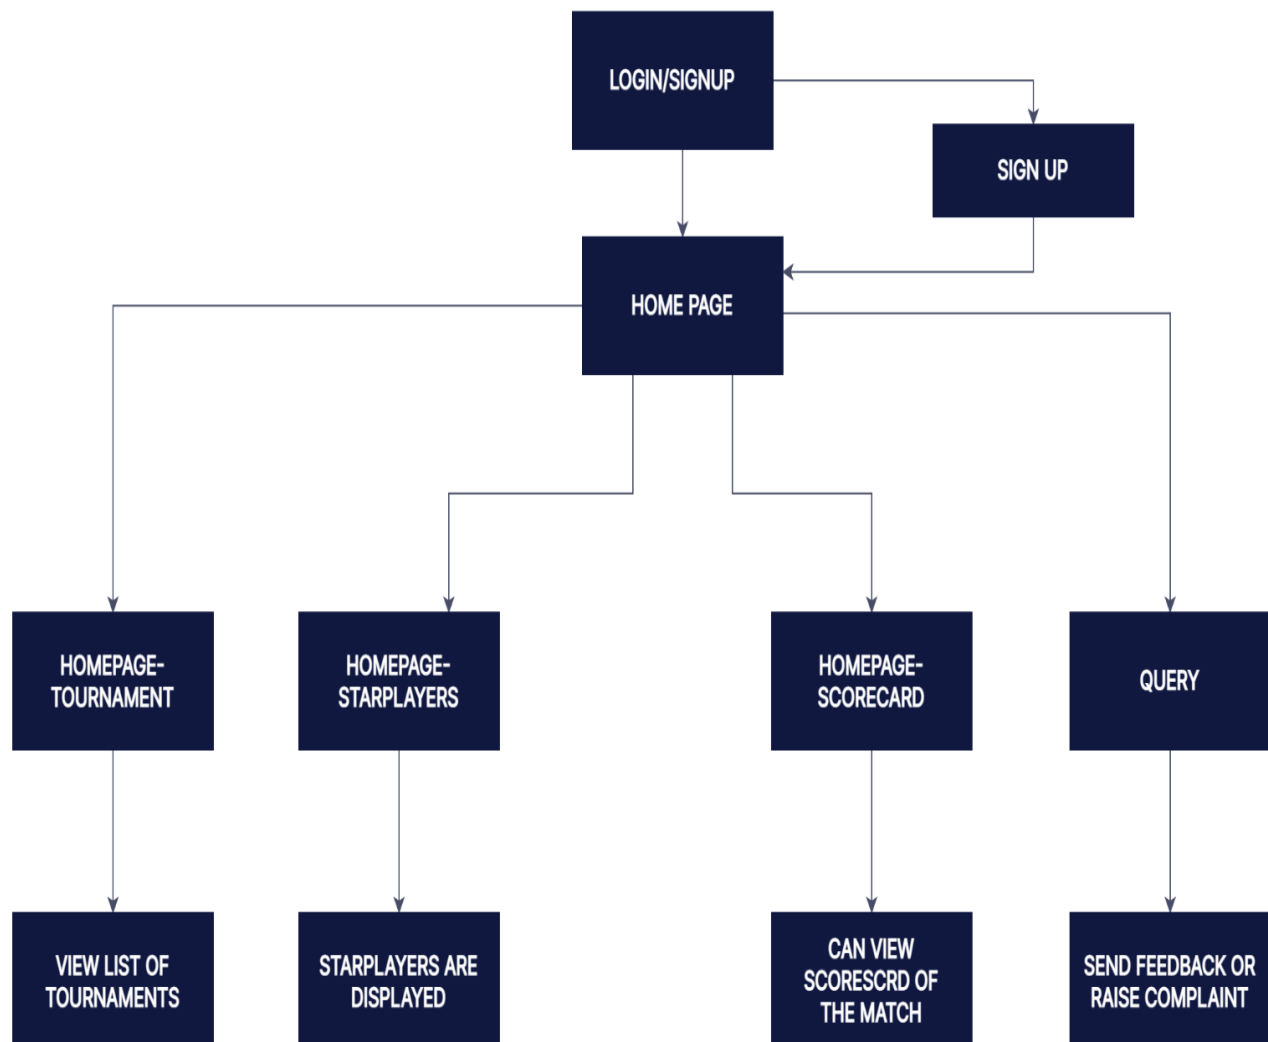 LOGIN/SIGNUP
SIGN UP
HOME PAGE
HOMEPAGE-
TOURNAMENT
HOMEPAGE-
STARPLAYERS
HOMEPAGE-
SCORECARD
QUERY
VIEW LIST OF
TOURNAMENTS
STARPLAYERS ARE
DISPLAYED
CAN VIEW
SCORESCRD OF
THE MATCH
SEND FEEDBACK OR
RAISE COMPLAINT